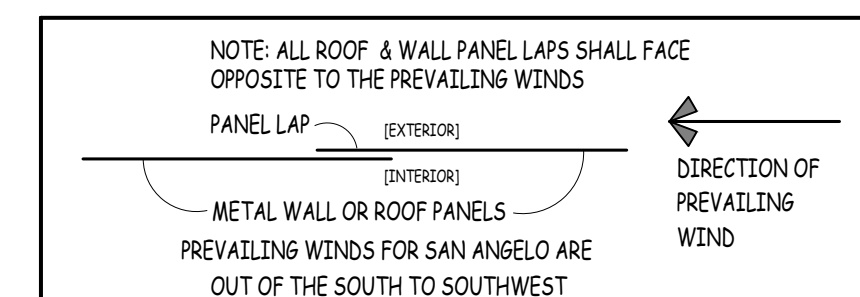 NOTE: ALL ROOF & WALL PANEL LAPS SHALL FACE
OPPOSITE TO THE PREVAILING WINDS
PANEL LAP
[EXTERIOR]
[INTERIOR]
METAL WALL OR ROOF PANELS
DIRECTION OF
PREVAILING
WIND
PREVAILING WINDS FOR SAN ANGELO ARE
OUT OF THE SOUTH TO SOUTHWEST